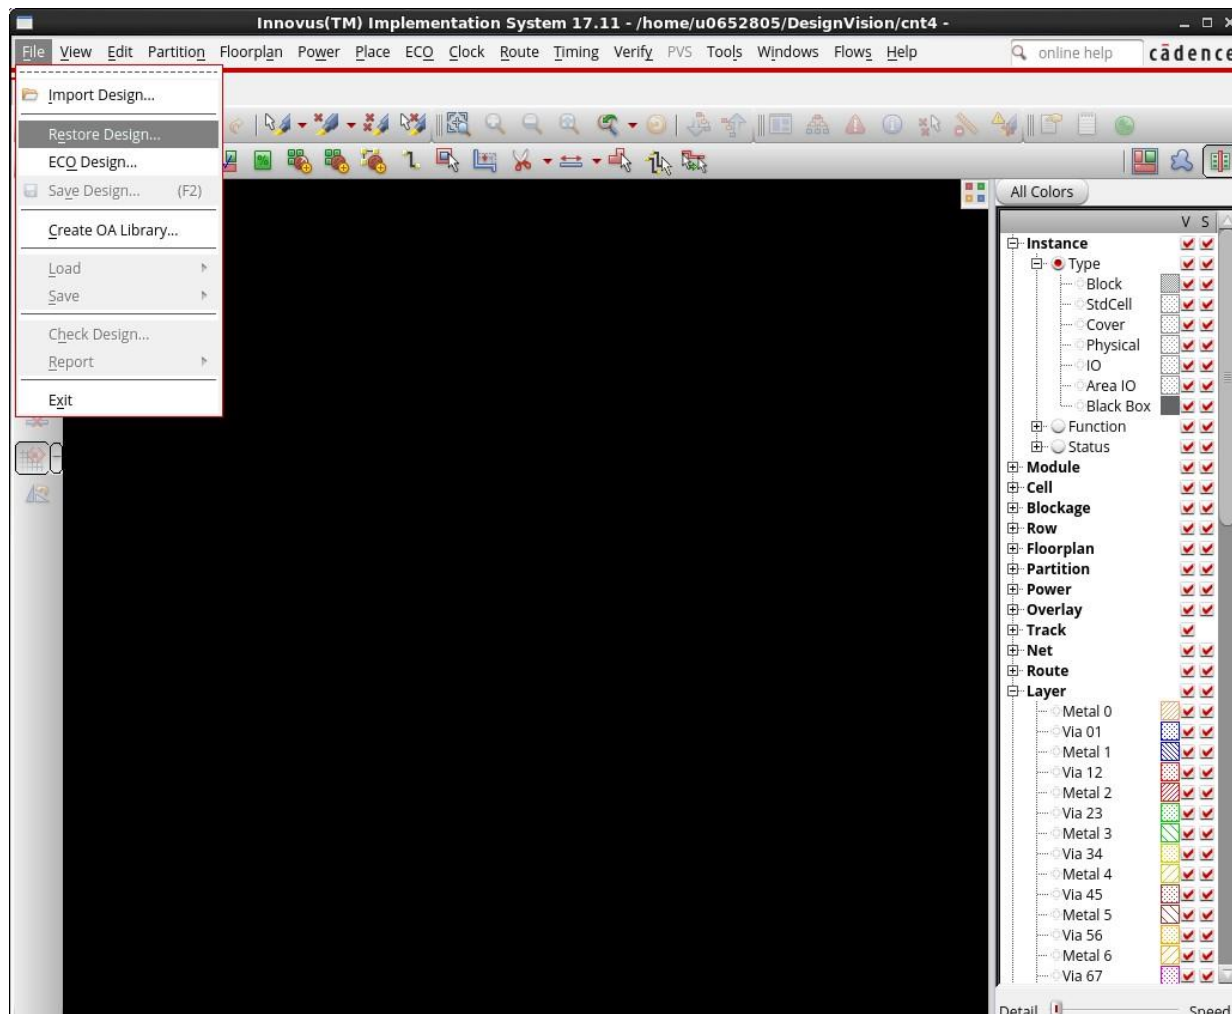 Innovus(TM) Implementation System 17.11 - /home/u0652805/DesignVision/cnt4 -
File View Edit Partition Floorplan Power Place ECO Clock Route Timing Verify PVS Tools Windows Flows Help online help cādence
Import Design...
Restore Design...
ECO Design...
Save Design... (F2)
Create OA Library...
Load
Save
Check Design...
Report
Exit
All Colors
V S
Instance
Type
Block
StdCell
Cover
Physical
IO
Area IO
Black Box
Function
Status
Module
Cell
Blockage
Row
Floorplan
Partition
Power
Overlay
Track
Net
Route
Layer
Metal 0
Via 01
Metal 1
Via 12
Metal 2
Via 23
Metal 3
Via 34
Metal 4
Via 45
Metal 5
Via 56
Metal 6
Via 67
Detail Speed